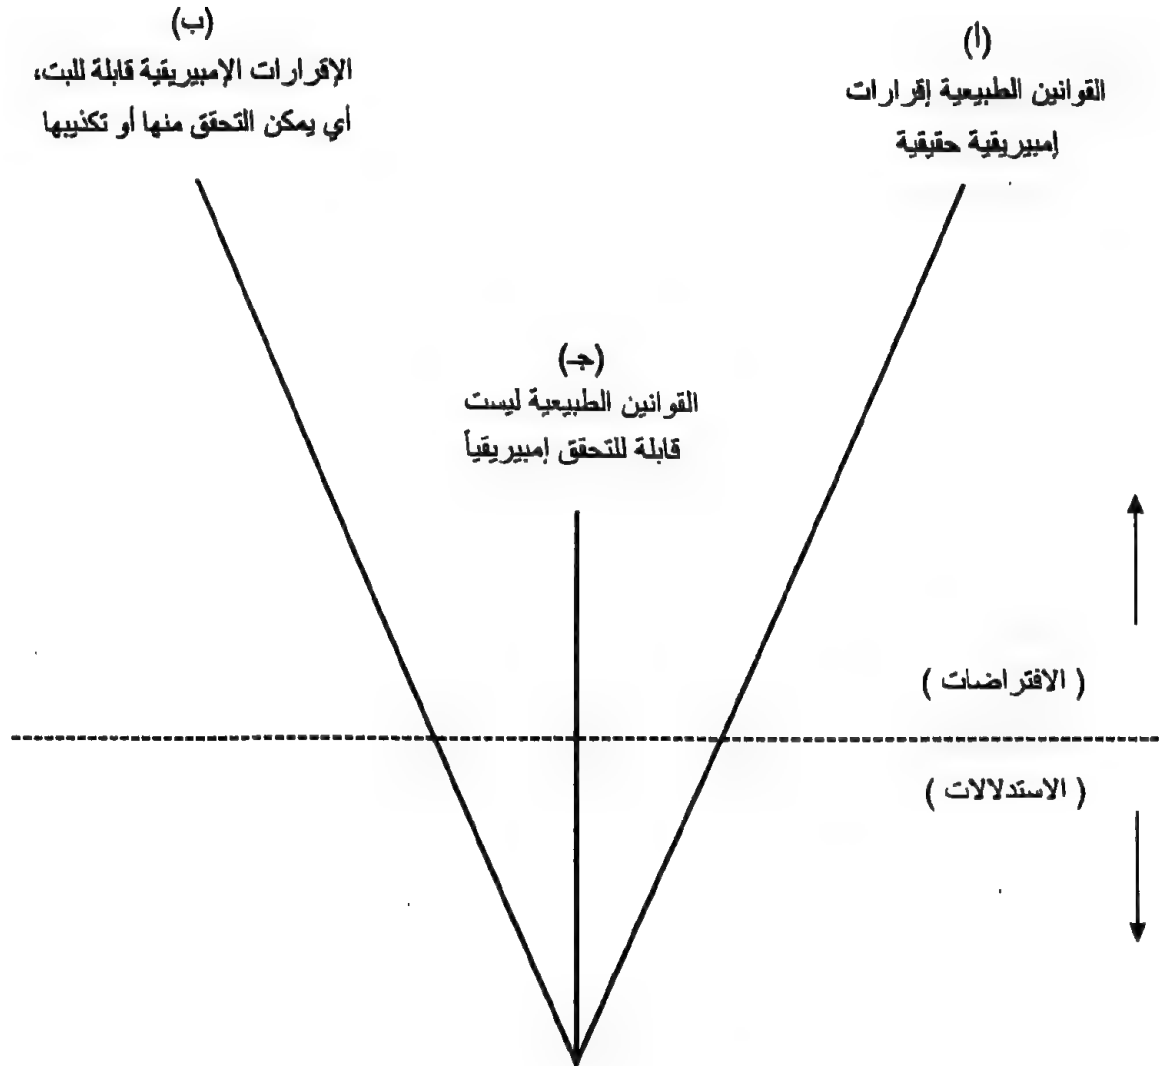 (أ)
القوانين الطبيعية إقرارات
إمبيريقية حقيقية
(ب)
الإقرارات الإمبيريقية قابلة للبت،
أي يمكن التحقق منها أو تكذيبها
(جـ)
القوانين الطبيعية ليست
قابلة للتحقق إمبيريقياً
( الافتراضات )
( الاستدلالات )